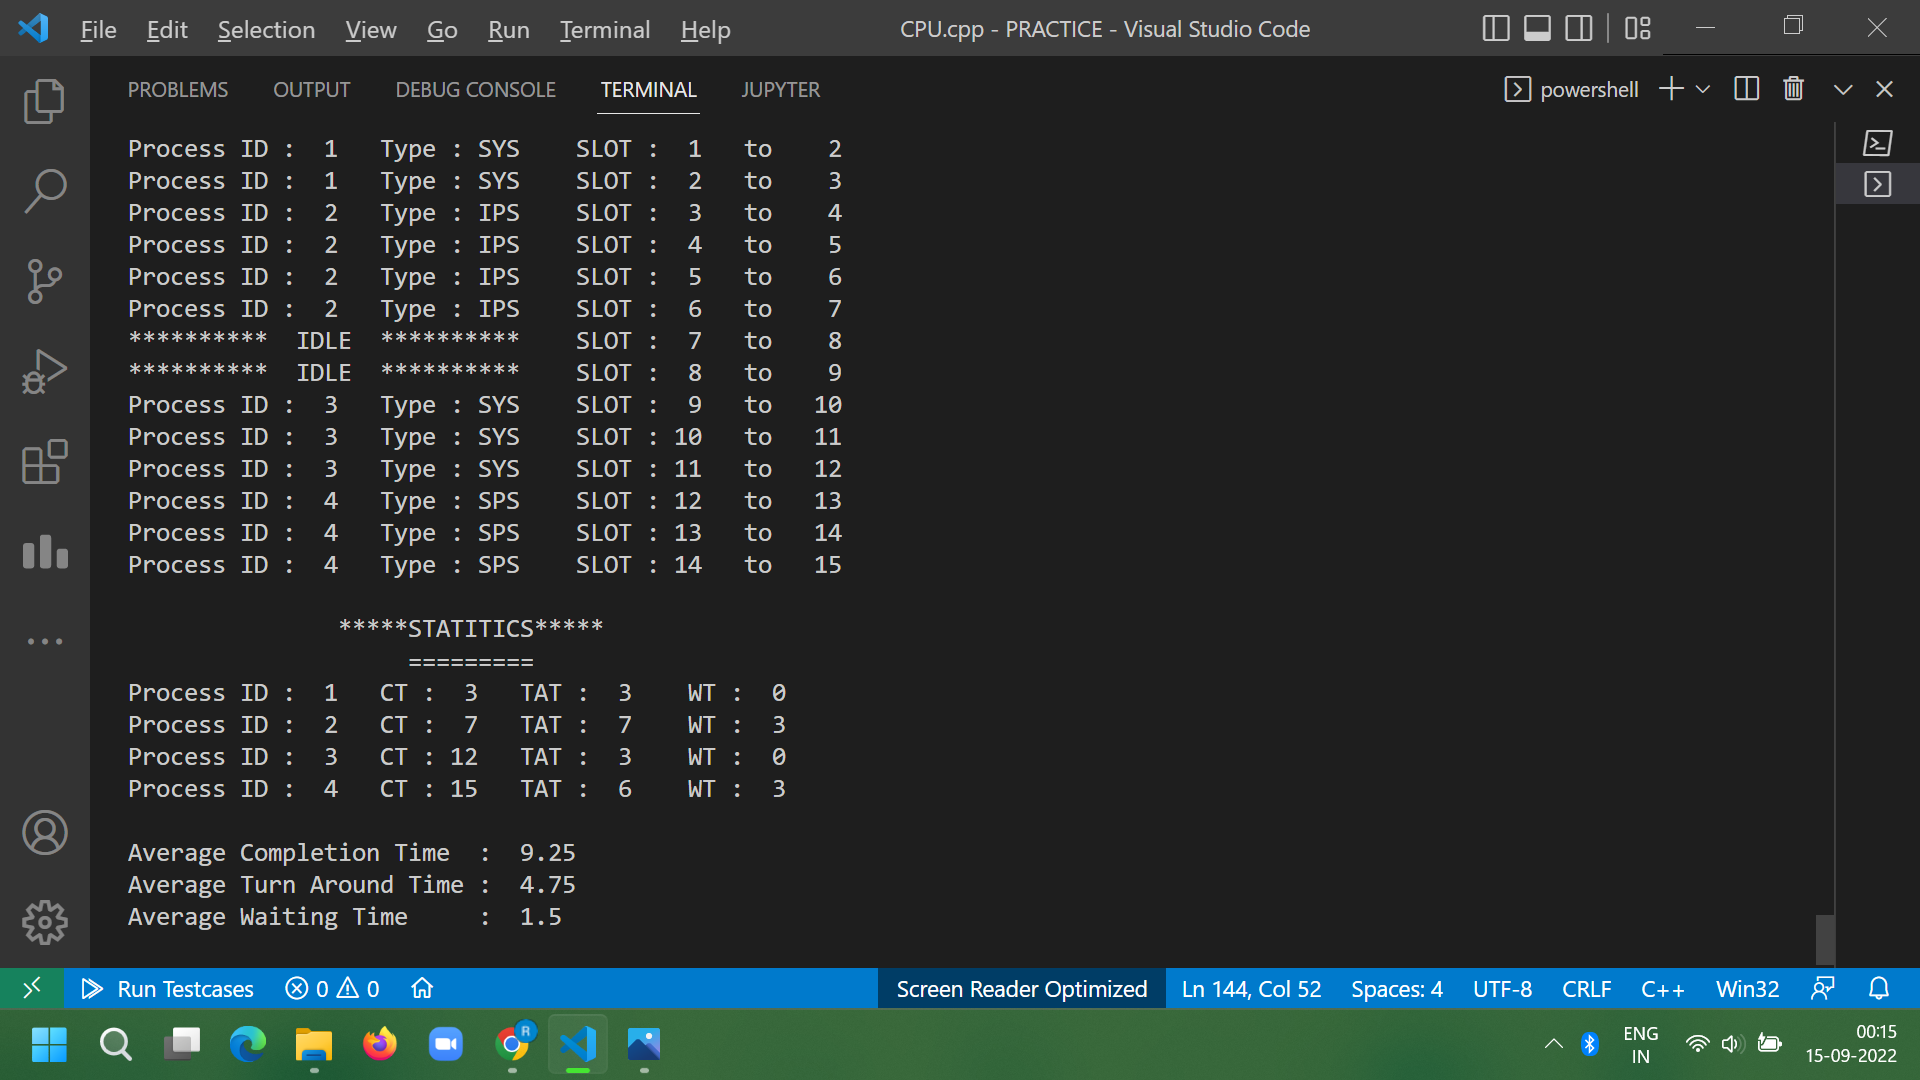 File Edit Selection View Go Run Terminal Help CPU.cpp - PRACTICE - Visual Studio Code
PROBLEMS OUTPUT DEBUG CONSOLE TERMINAL JUPYTER powershell
Process ID : 1 Type : SYS SLOT : 1 to 2
Process ID : 1 Type : SYS SLOT : 2 to 3
Process ID : 2 Type : IPS SLOT : 3 to 4
Process ID : 2 Type : IPS SLOT : 4 to 5
Process ID : 2 Type : IPS SLOT : 5 to 6
Process ID : 2 Type : IPS SLOT : 6 to 7
********** IDLE ********** SLOT : 7 to 8
********** IDLE ********** SLOT : 8 to 9
Process ID : 3 Type : SYS SLOT : 9 to 10
Process ID : 3 Type : SYS SLOT : 10 to 11
Process ID : 3 Type : SYS SLOT : 11 to 12
Process ID : 4 Type : SPS SLOT : 12 to 13
Process ID : 4 Type : SPS SLOT : 13 to 14
Process ID : 4 Type : SPS SLOT : 14 to 15
*****STATITICS*****
=========
Process ID : 1 CT : 3 TAT : 3 WT : 0
Process ID : 2 CT : 7 TAT : 7 WT : 3
Process ID : 3 CT : 12 TAT : 3 WT : 0
Process ID : 4 CT : 15 TAT : 6 WT : 3
Average Completion Time : 9.25
Average Turn Around Time : 4.75
Average Waiting Time : 1.5
Run Testcases 0 0 Screen Reader Optimized Ln 144, Col 52 Spaces: 4 UTF-8 CRLF C++ Win32
R
ENG 00:15
IN 15-09-2022